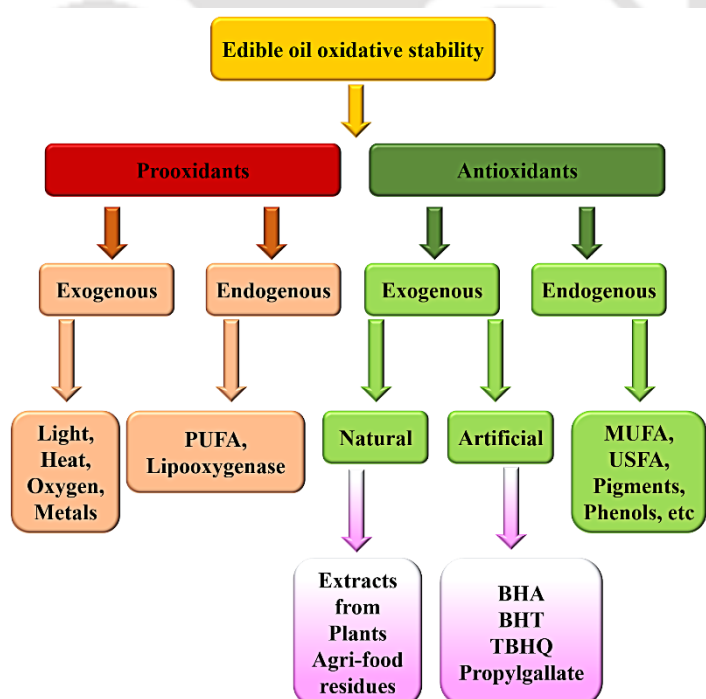 Edible oil oxidative stability
Prooxidants
Antioxidants
Exogenous
Endogenous
Exogenous
Endogenous
Light,
Heat,
Oxygen,
Metals
PUFA,
Lipooxygenase
Natural
Artificial
MUFA,
USFA,
Pigments,
Phenols, etc
Extracts
from
Plants
Agri-food
residues
BHA
BHT
TBHQ
Propylgallate